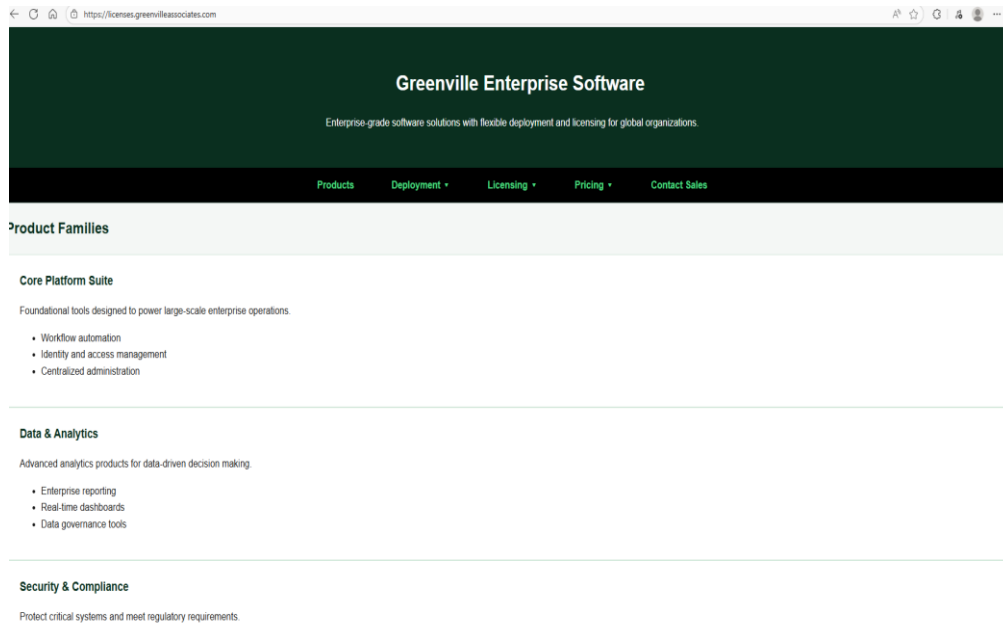 https://licenses.greenvilleassociates.com
Greenville Enterprise Software
Enterprise-grade software solutions with flexible deployment and licensing for global organizations.
Products Deployment ▾ Licensing ▾ Pricing ▾ Contact Sales
Product Families
Core Platform Suite
Foundational tools designed to power large-scale enterprise operations.
• Workflow automation
• Identity and access management
• Centralized administration
Data & Analytics
Advanced analytics products for data-driven decision making.
• Enterprise reporting
• Real-time dashboards
• Data governance tools
Security & Compliance
Protect critical systems and meet regulatory requirements.